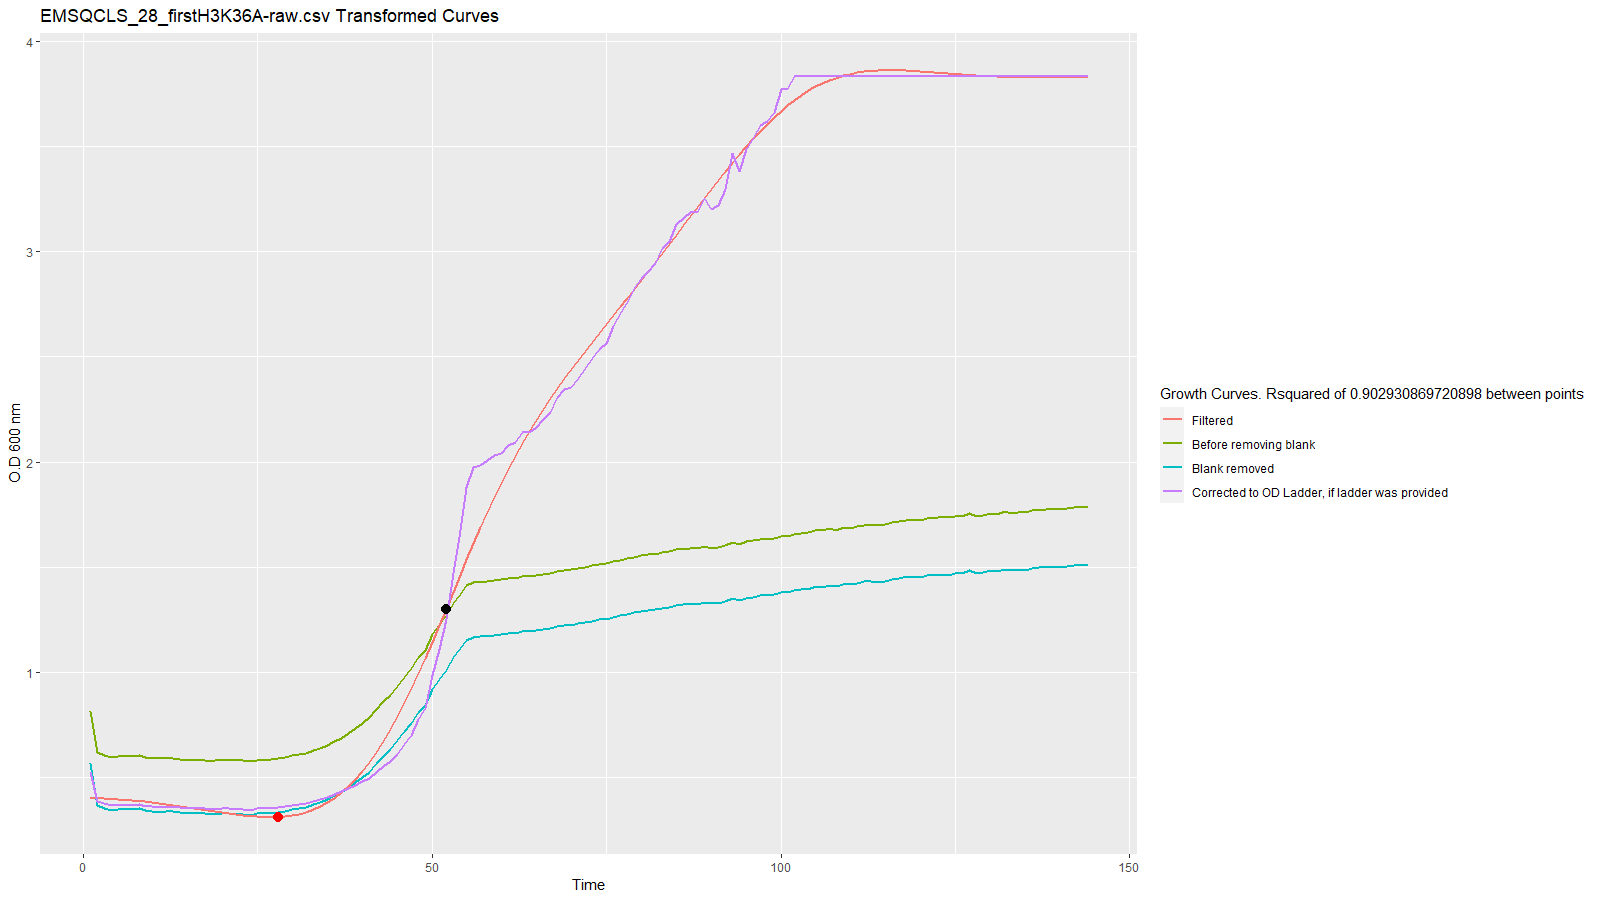 EMSQCLS_28_firstH3K36A-raw.csv Transformed Curves
4
3
2
1
O.D 600 nm
0
50
100
150
Time
Growth Curves. Rsquared of 0.902930869720898 between points
Filtered
Before removing blank
Blank removed
Corrected to OD Ladder, if ladder was provided